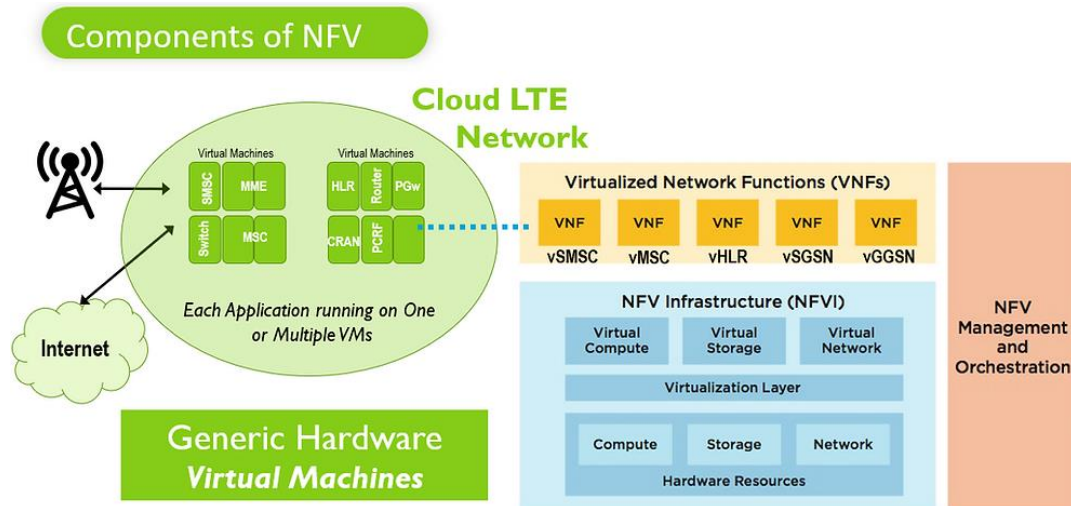 Components of NFV
Cloud LTE
Network
Virtual Machines
Virtual Machines
SMSC
MME
HLR
Router
PGw
Switch
MSC
CRAN
PCRF
Each Application running on One
or Multiple VMs
Internet
Generic Hardware
Virtual Machines
Virtualized Network Functions (VNFs)
VNF
VNF
VNF
VNF
VNF
vSMSC
vMSC
vHLR
vSGSN
vGGSN
NFV Infrastructure (NFVI)
Virtual
Compute
Virtual
Storage
Virtual
Network
Virtualization Layer
Compute
Storage
Network
Hardware Resources
NFV
Management
and
Orchestration